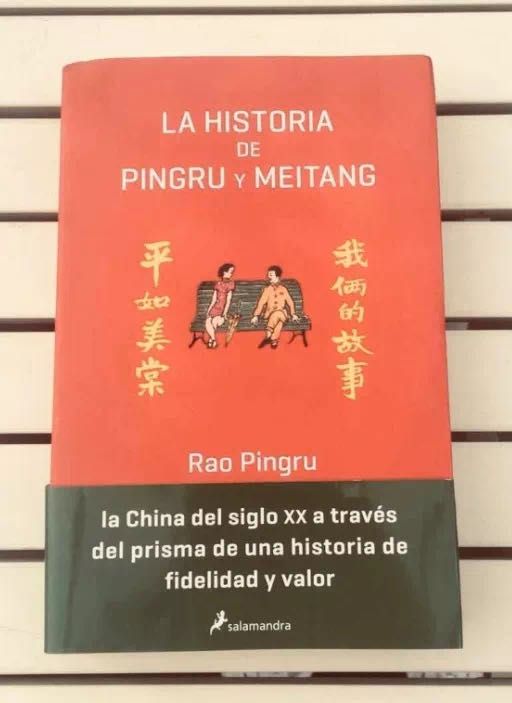 LA HISTORIA
DE
PINGRU Y MEITANG
平如美棠
我俩的故事
Rao Pingru
la China del siglo XX a través
del prisma de una historia de
fidelidad y valor
salamandra